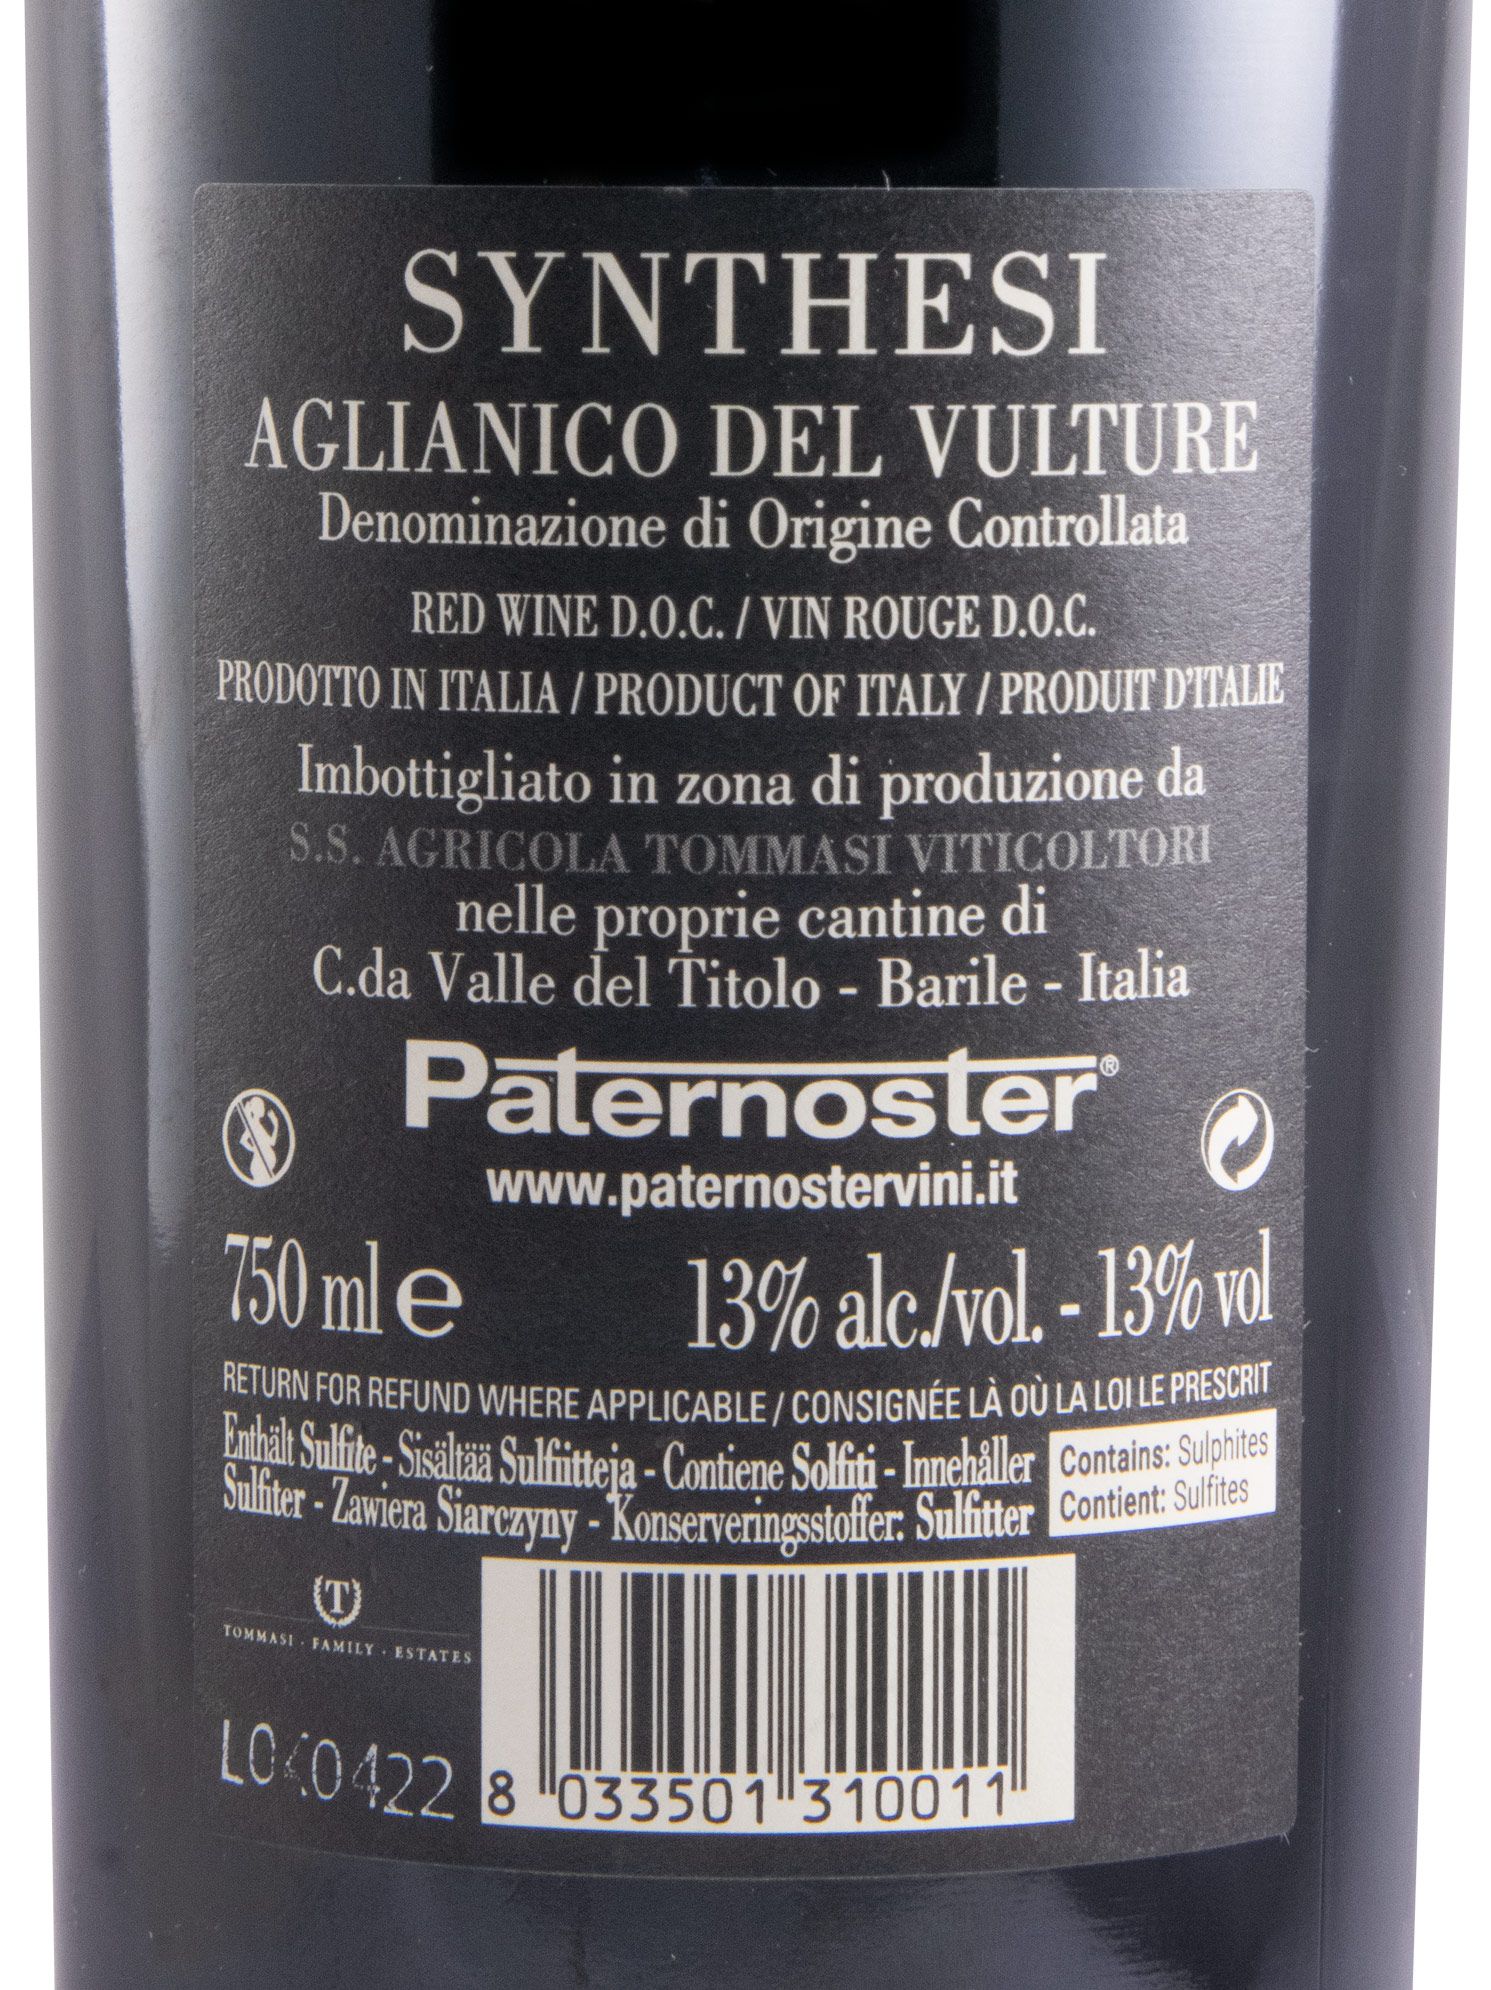 SYNTHESI
AGLIANICO DEL VULTURE
Denominazione di Origine Controllata
RED WINE D.O.C. / VIN ROUGE D.O.C.
PRODOTTO IN ITALIA / PRODUCT OF ITALY / PRODUIT D'ITALIE
Imbottigliato in zona di produzione da
S.S. AGRICOLA TOMMASI VITICOLTORI
nelle proprie cantine di
C.da Valle del Titolo - Barile - Italia
Paternoster®
www.paternostervini.it
750 ml e 13% alc./vol. - 13% vol
RETURN FOR REFUND WHERE APPLICABLE / CONSIGNÉE LÀ OÙ LA LOI LE PRESCRIT
Enthält Sulfite - Sisältää Sulfiitteja - Contiene Solfiti - Innehåller
Sulfiter - Zawiera Siarczyny - Konserveringsstoffer: Sulfitter
Contains: Sulphites
Contient: Sulfites
T
TOMMASI · FAMILY · ESTATES
8 033501 310011